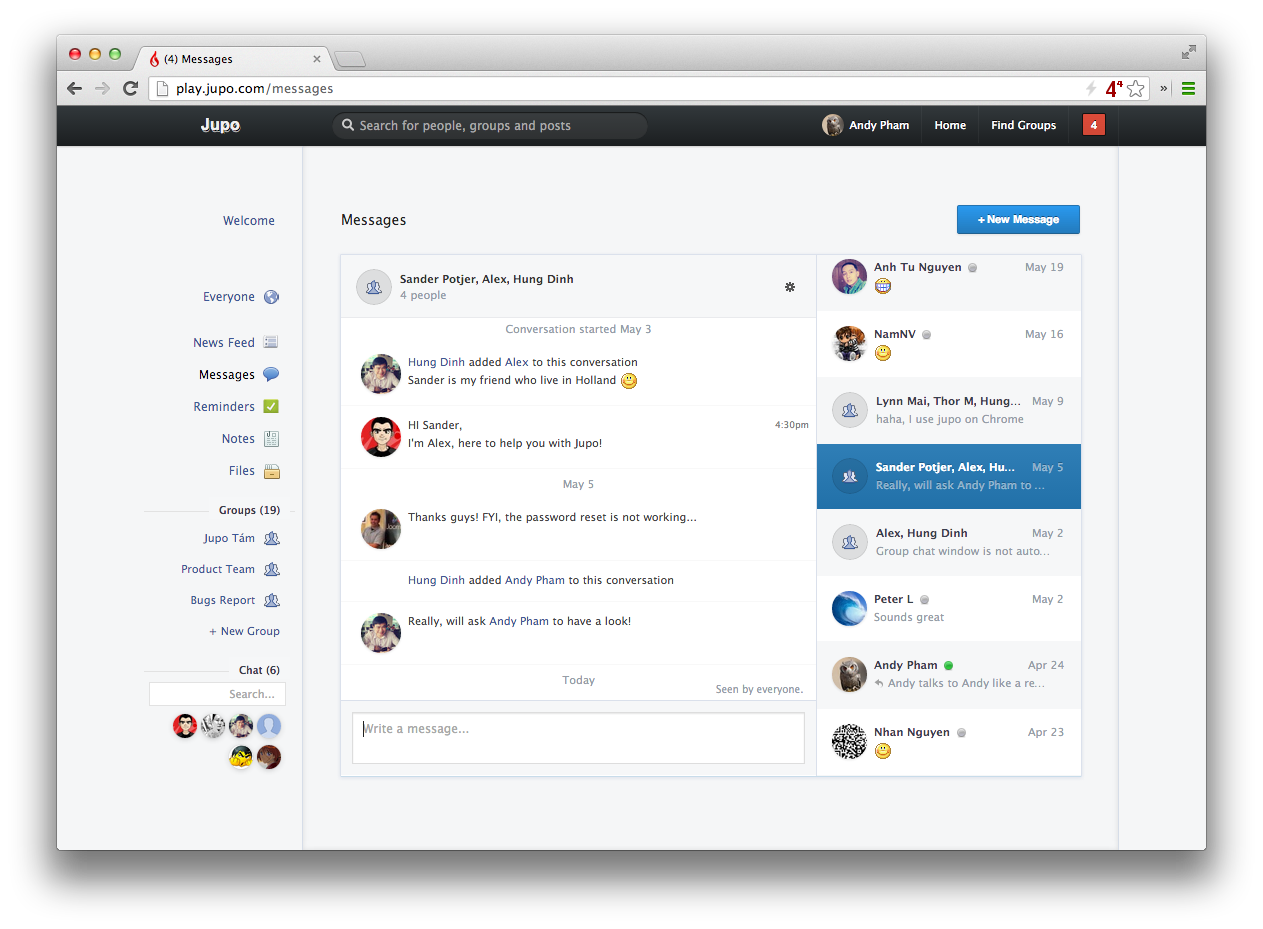 (4) Messages
play.jupo.com/messages
4
Jupo
Search for people, groups and posts
Andy Pham
Home
Find Groups
4
Welcome
Everyone
News Feed
Messages
Reminders
Notes
Files
Groups (19)
Jupo Tám
Product Team
Bugs Report
+ New Group
Chat (6)
Search...
Messages
+ New Message
Sander Potjer, Alex, Hung Dinh
4 people
Conversation started May 3
Hung Dinh added Alex to this conversation
Sander is my friend who live in Holland
HI Sander,
4:30pm
I'm Alex, here to help you with Jupo!
May 5
Thanks guys! FYI, the password reset is not working...
Hung Dinh added Andy Pham to this conversation
Really, will ask Andy Pham to have a look!
Today
Seen by everyone.
Write a message...
Anh Tu Nguyen
May 19
NamNV
May 16
Lynn Mai, Thor M, Hung...
May 9
haha, I use jupo on Chrome
Sander Potjer, Alex, Hu...
May 5
Really, will ask Andy Pham to ...
Alex, Hung Dinh
May 2
Group chat window is not auto...
Peter L
May 2
Sounds great
Andy Pham
Apr 24
Andy talks to Andy like a re...
Nhan Nguyen
Apr 23